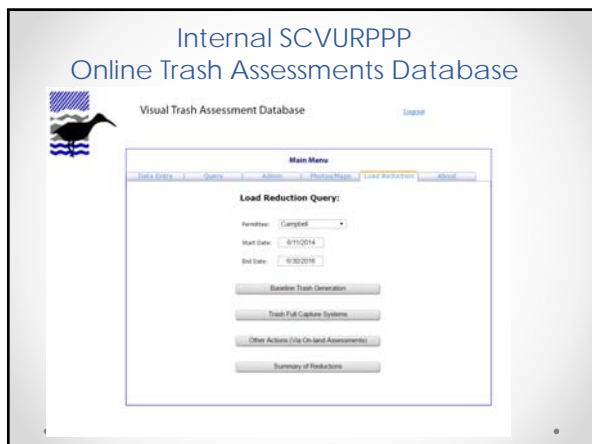 Internal SCVURPPP
Online Trash Assessments Database
Visual Trash Assessment Database Logout
Main Menu
Data Entry | Query | Admin | Photos/Maps | Load Reduction | About
Load Reduction Query:
Permittee: Campbell
Start Date: 6/11/2014
End Date: 6/30/2016
Baseline Trash Generation
Trash Full Capture Systems
Other Actions (Via On-land Assessments)
Summary of Reductions